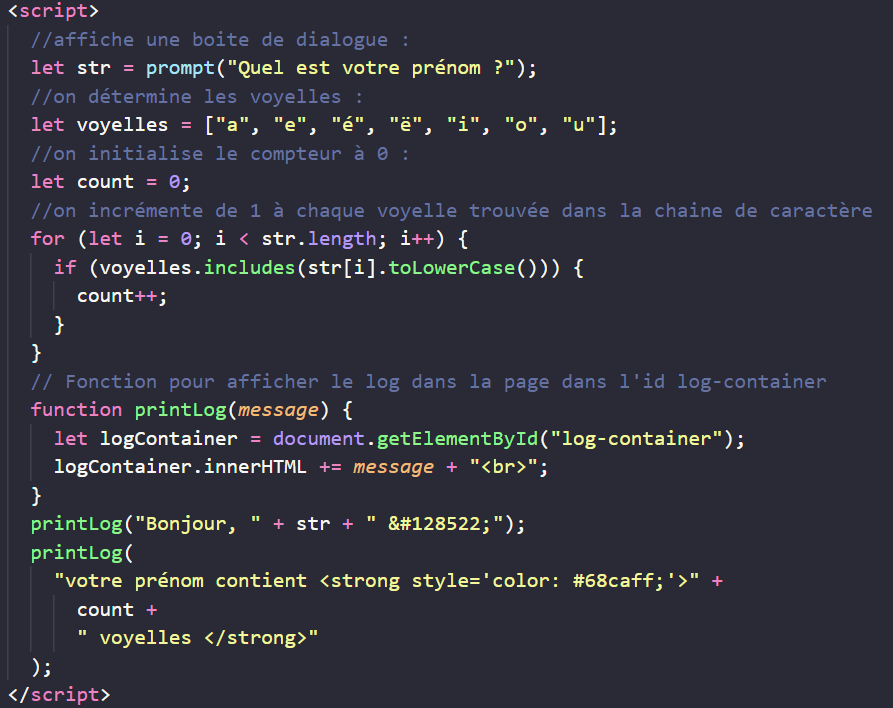 <script>
//affiche une boite de dialogue :
let str = prompt("Quel est votre prénom ?");
//on détermine les voyelles :
let voyelles = ["a", "e", "é", "ë", "i", "o", "u"];
//on initialise le compteur à 0 :
let count = 0;
//on incrémente de 1 à chaque voyelle trouvée dans la chaine de caractère
for (let i = 0; i < str.length; i++) {
if (voyelles.includes(str[i].toLowerCase())) {
count++;
}
}
// Fonction pour afficher le log dans la page dans l'id log-container
function printLog(message) {
let logContainer = document.getElementById("log-container");
logContainer.innerHTML += message + "<br>";
}
printLog("Bonjour, " + str + " &#128522;");
printLog(
"votre prénom contient <strong style='color: #68caff;'>" +
count +
" voyelles </strong>"
);
</script>